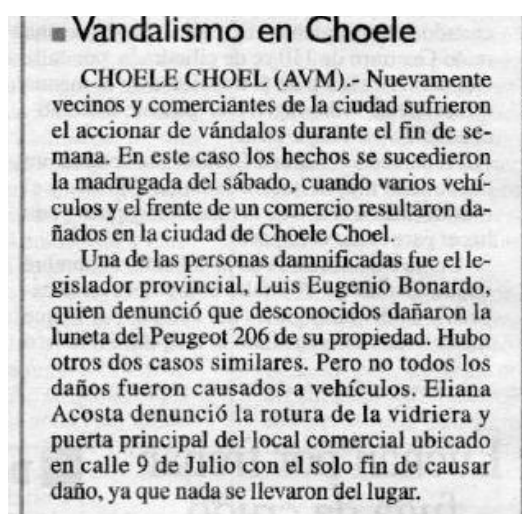 ▪ Vandalismo en Choele
CHOELE CHOEL (AVM).- Nuevamente
vecinos y comerciantes de la ciudad sufrieron
el accionar de vándalos durante el fin de se-
mana. En este caso los hechos se sucedieron
la madrugada del sábado, cuando varios vehí-
culos y el frente de un comercio resultaron da-
ñados en la ciudad de Choele Choel.
Una de las personas damnificadas fue el le-
gislador provincial, Luis Eugenio Bonardo,
quien denunció que desconocidos dañaron la
luneta del Peugeot 206 de su propiedad. Hubo
otros dos casos similares. Pero no todos los
daños fueron causados a vehículos. Eliana
Acosta denunció la rotura de la vidriera y
puerta principal del local comercial ubicado
en calle 9 de Julio con el solo fin de causar
daño, ya que nada se llevaron del lugar.